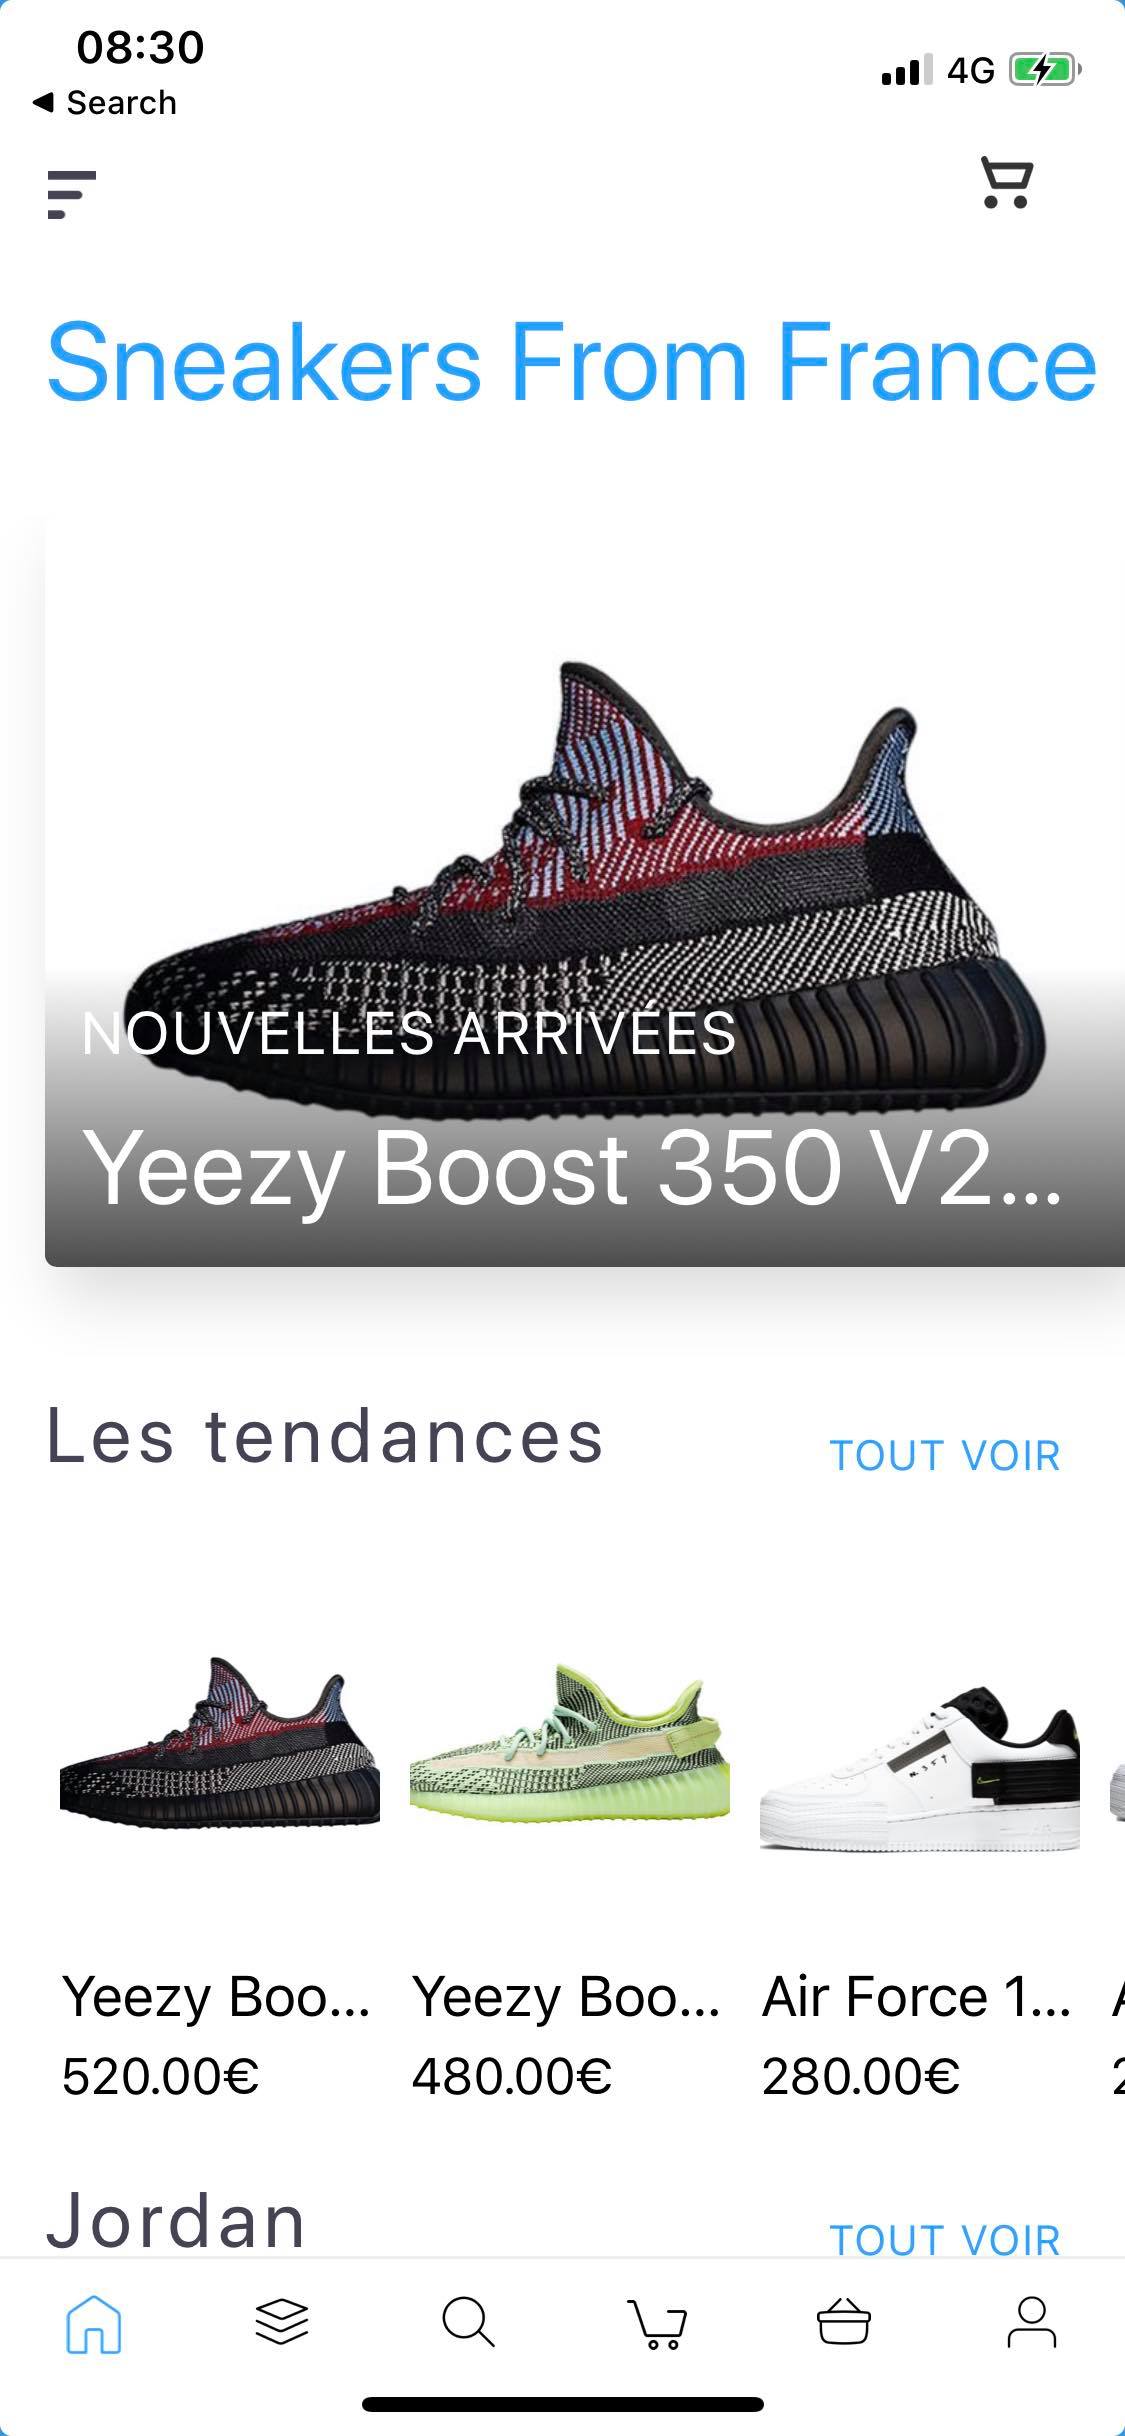 08:30
4G
◀ Search
Sneakers From France
NOUVELLES ARRIVÉES
Yeezy Boost 350 V2...
Les tendances
TOUT VOIR
Yeezy Boo...
520.00€
Yeezy Boo...
480.00€
Air Force 1...
280.00€
Jordan
TOUT VOIR